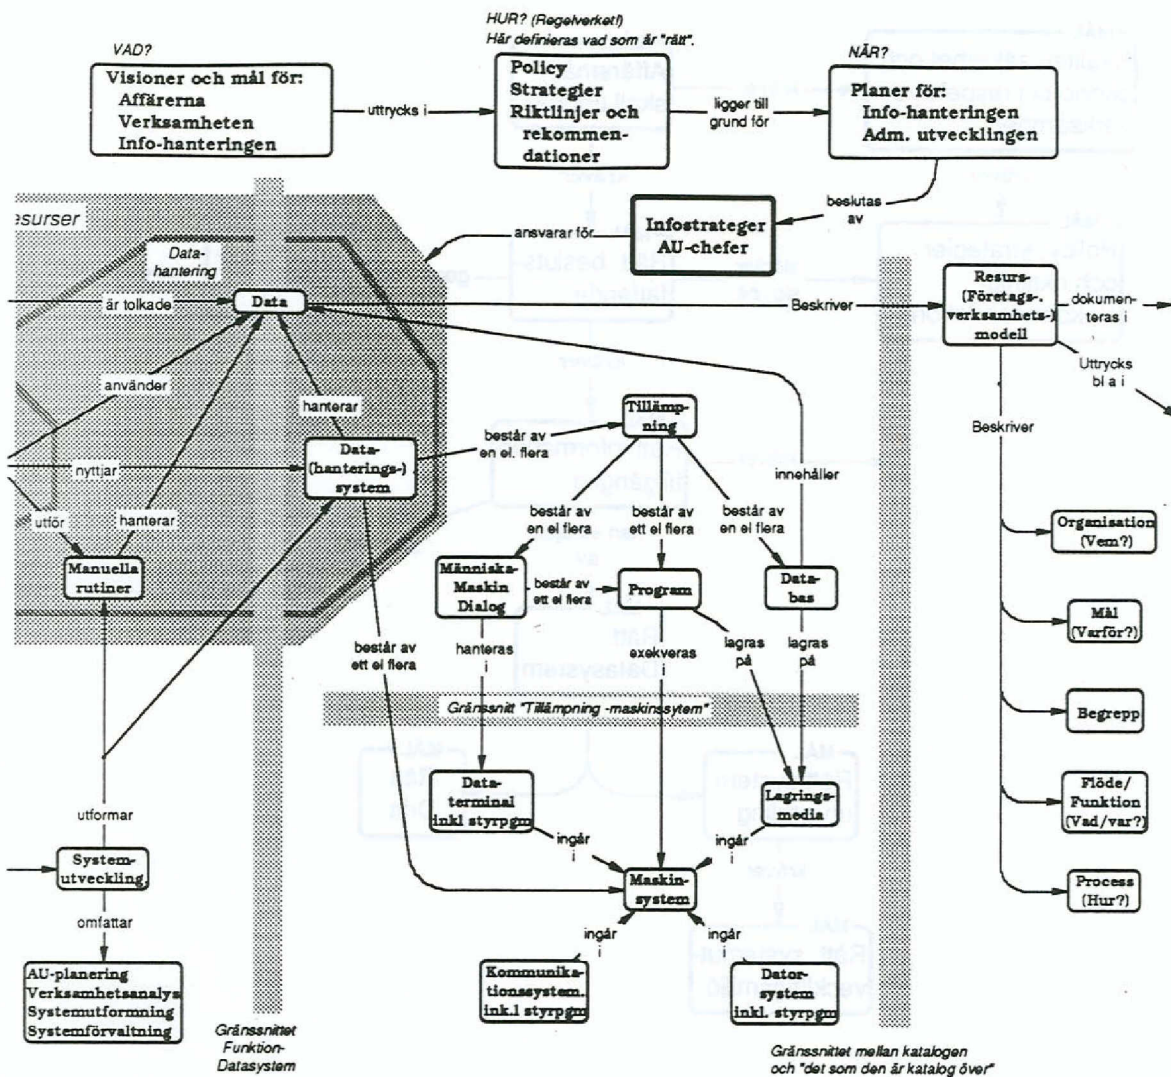 VAD?
HUR? (Regelverket!)
Här definieras vad som är "rätt".
NÄR?
Visioner och mål för:
Affärerna
Verksamheten
Info-hanteringen
uttrycks i
Policy
Strategier
Riktlinjer och
rekommen-
dationer
ligger till
grund för
Planer för:
Info-hanteringen
Adm. utvecklingen
beslutas
av
Infostrateger
AU-chefer
ansvarar för
esurser
Data-
hantering
är tolkade
Data
Beskriver
Resurs-
(Företags-.
verksamhets-)
modell
dokumen-
teras i
Uttrycks
bl a i
Beskriver
använder
hanterar
nyttjar
Data-
(hanterings-)
system
består av
en el. flera
Tillämp-
ning
innehåller
utför
hanterar
Manuella
rutiner
består av
en el flera
består av
ett el flera
består av
en el flera
Människa-
Maskin
Dialog
består av
ett el flera
Program
Data-
bas
Organisation
(Vem?)
Mål
(Varför?)
Begrepp
Flöde/
Funktion
(Vad/var?)
Process
(Hur?)
består av
ett el flera
hanteras
i
exekveras
i
lagras
på
lagras
på
Gränssnitt "Tillämpning -maskinssytem"
Data-
terminal
inkl styrpgm
Lagrings-
media
ingår
i
ingår
i
Maskin-
system
ingår
i
ingår
i
Kommunika-
tionssystem.
ink.l styrpgm
Dator-
system
inkl. styrpgm
utformar
System-
utveckling.
omfattar
AU-planering
Verksamhetsanalys
Systemutformning
Systemförvaltning
Gränssnittet
Funktion-
Datasystem
Gränssnittet mellan katalogen
och "det som den är katalog över"